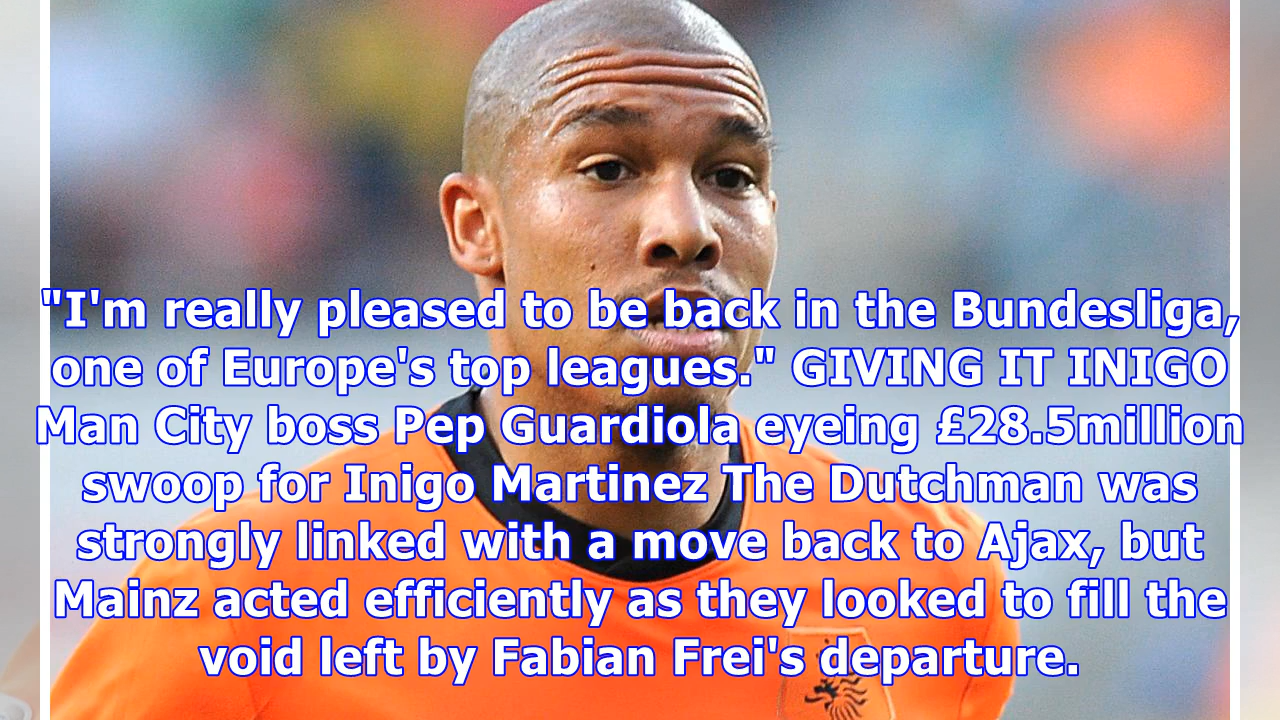 "I'm really pleased to be back in the Bundesliga,
one of Europe's top leagues." GIVING IT INIGO
Man City boss Pep Guardiola eyeing £28.5million
swoop for Inigo Martinez The Dutchman was
strongly linked with a move back to Ajax, but
Mainz acted efficiently as they looked to fill the
void left by Fabian Frei's departure.